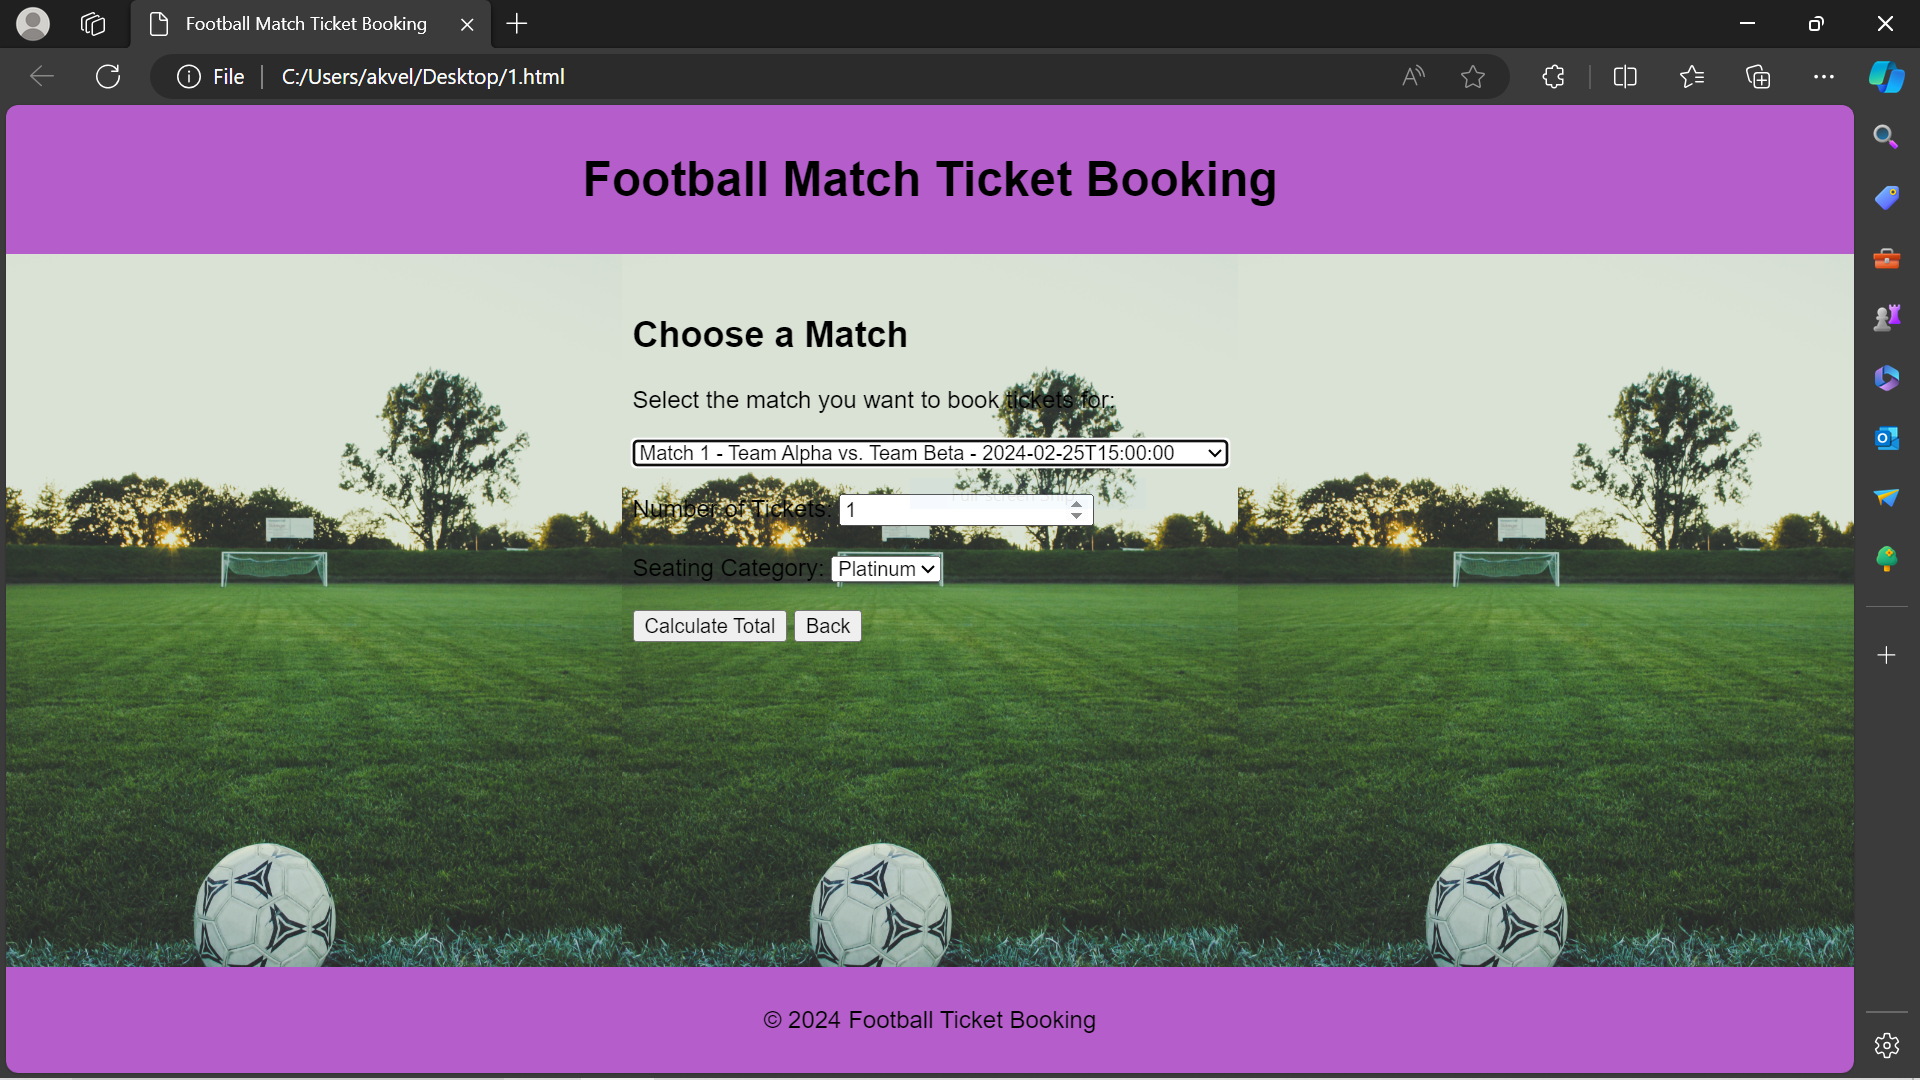 Football Match Ticket Booking
File
C:/Users/akvel/Desktop/1.html
Football Match Ticket Booking
Choose a Match
Select the match you want to book tickets for:
Match 1 - Team Alpha vs. Team Beta - 2024-02-25T15:00:00
Number of Tickets: 1
Seating Category: Platinum
Calculate Total Back
© 2024 Football Ticket Booking